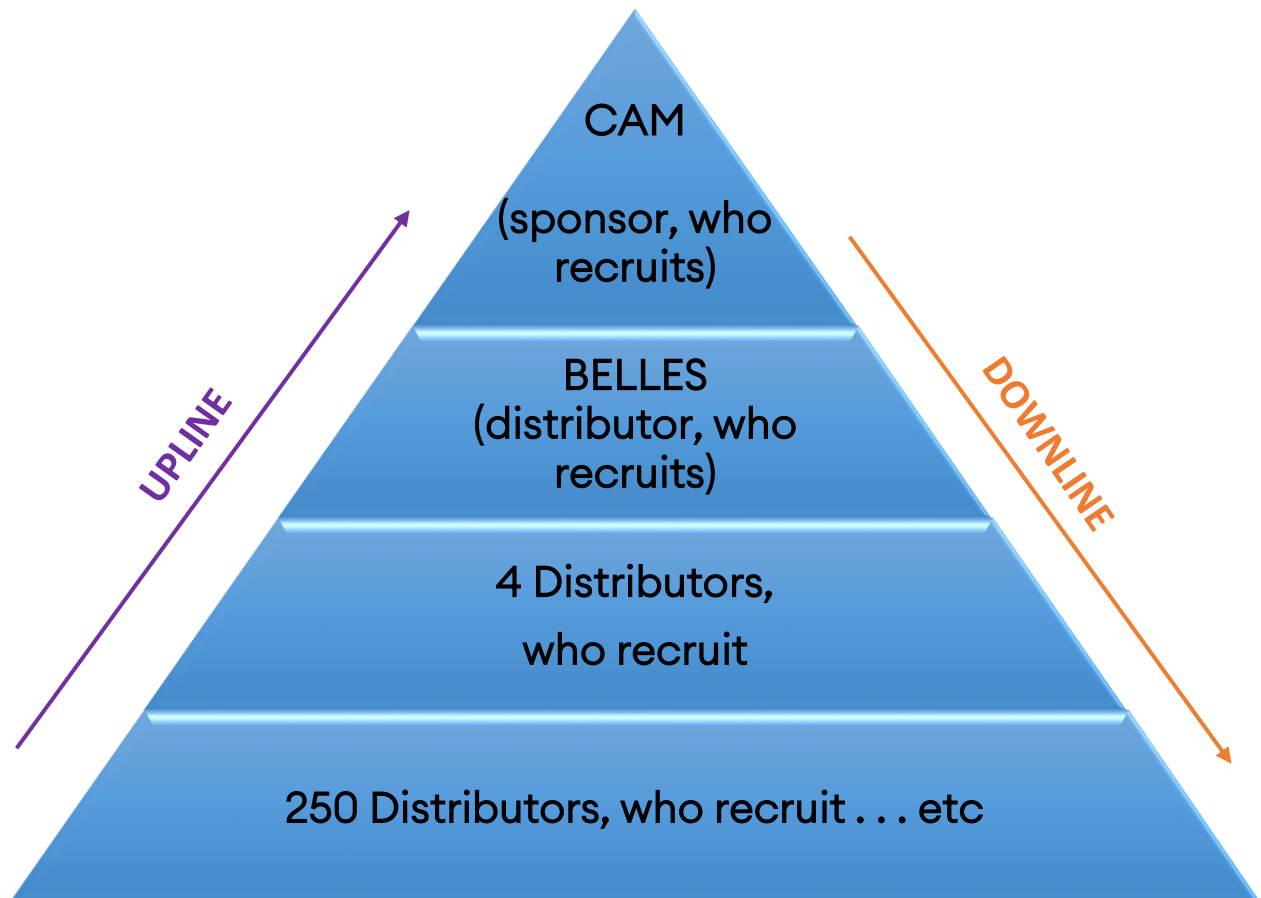 CAM
(sponsor, who
recruits)
BELLES
(distributor, who
recruits)
4 Distributors,
who recruit
250 Distributors, who recruit . . . etc
UPLINE
DOWNLINE